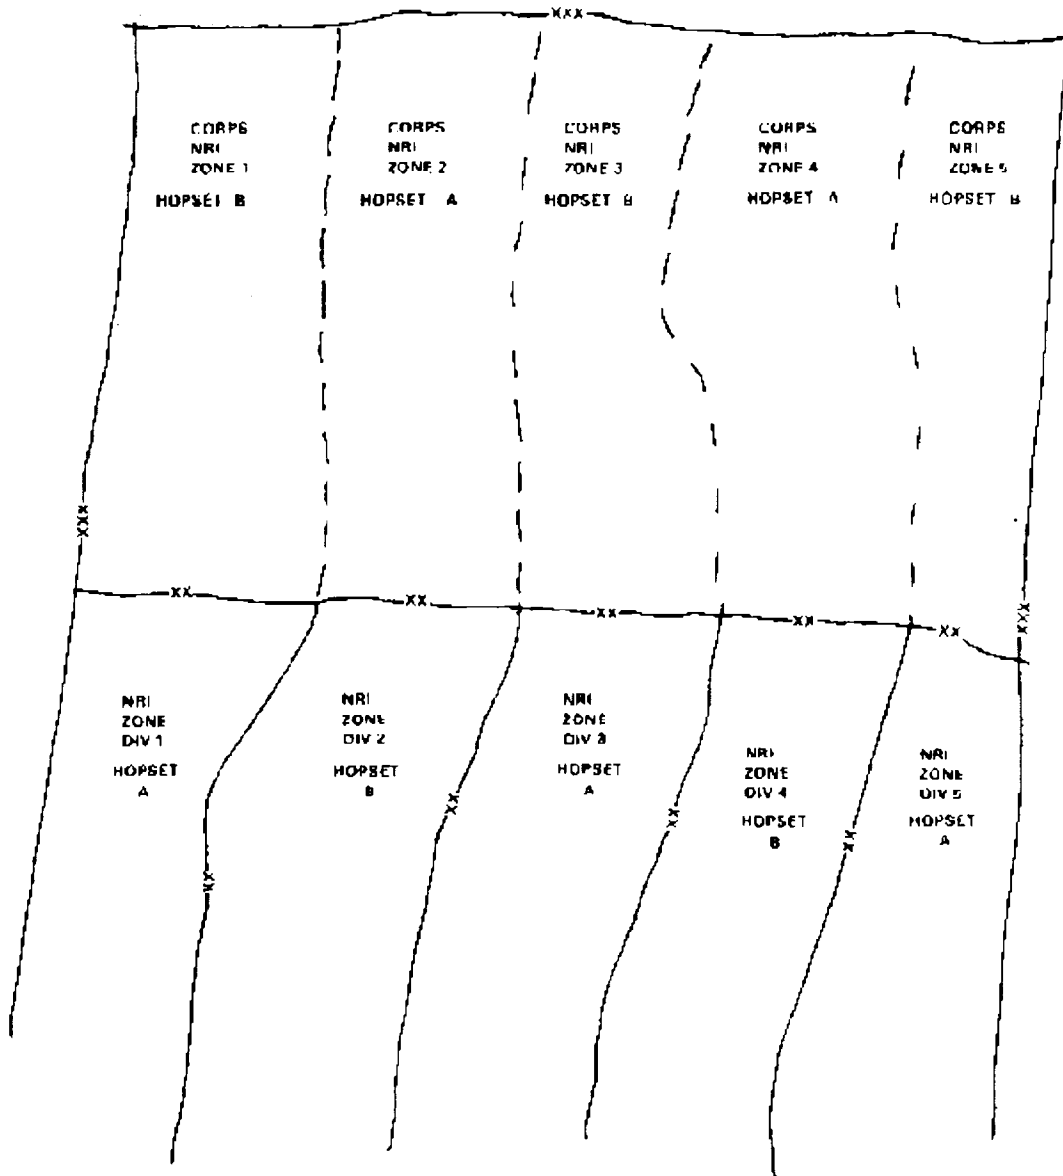 XXX
CORPS
NRI
ZONE 1
HOPSET B
CORPS
NRI
ZONE 2
HOPSET A
CORPS
NRI
ZONE 3
HOPSET B
CORPS
NRI
ZONE 4
HOPSET A
CORPS
NRI
ZONE 5
HOPSET B
XXX
XX
XX
XX
XX
XX
XXX
NRI
ZONE
DIV 1
HOPSET
A
NRI
ZONE
DIV 2
HOPSET
B
NRI
ZONE
DIV 3
HOPSET
A
NRI
ZONE
DIV 4
HOPSET
B
NRI
ZONE
DIV 5
HOPSET
A
XX
XX
XX
XX